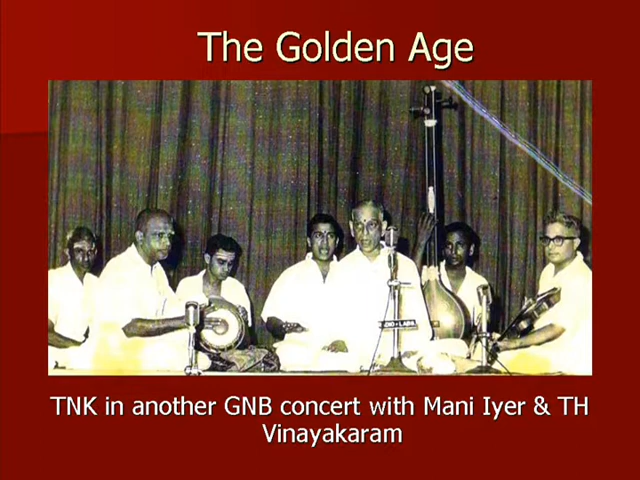 The Golden Age
TNK in another GNB concert with Mani Iyer & TH
Vinayakaram